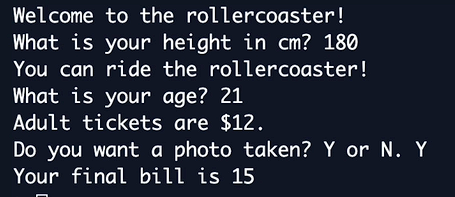 Welcome to the rollercoaster!
What is your height in cm? 180
You can ride the rollercoaster!
What is your age? 21
Adult tickets are $12.
Do you want a photo taken? Y or N. Y
Your final bill is 15